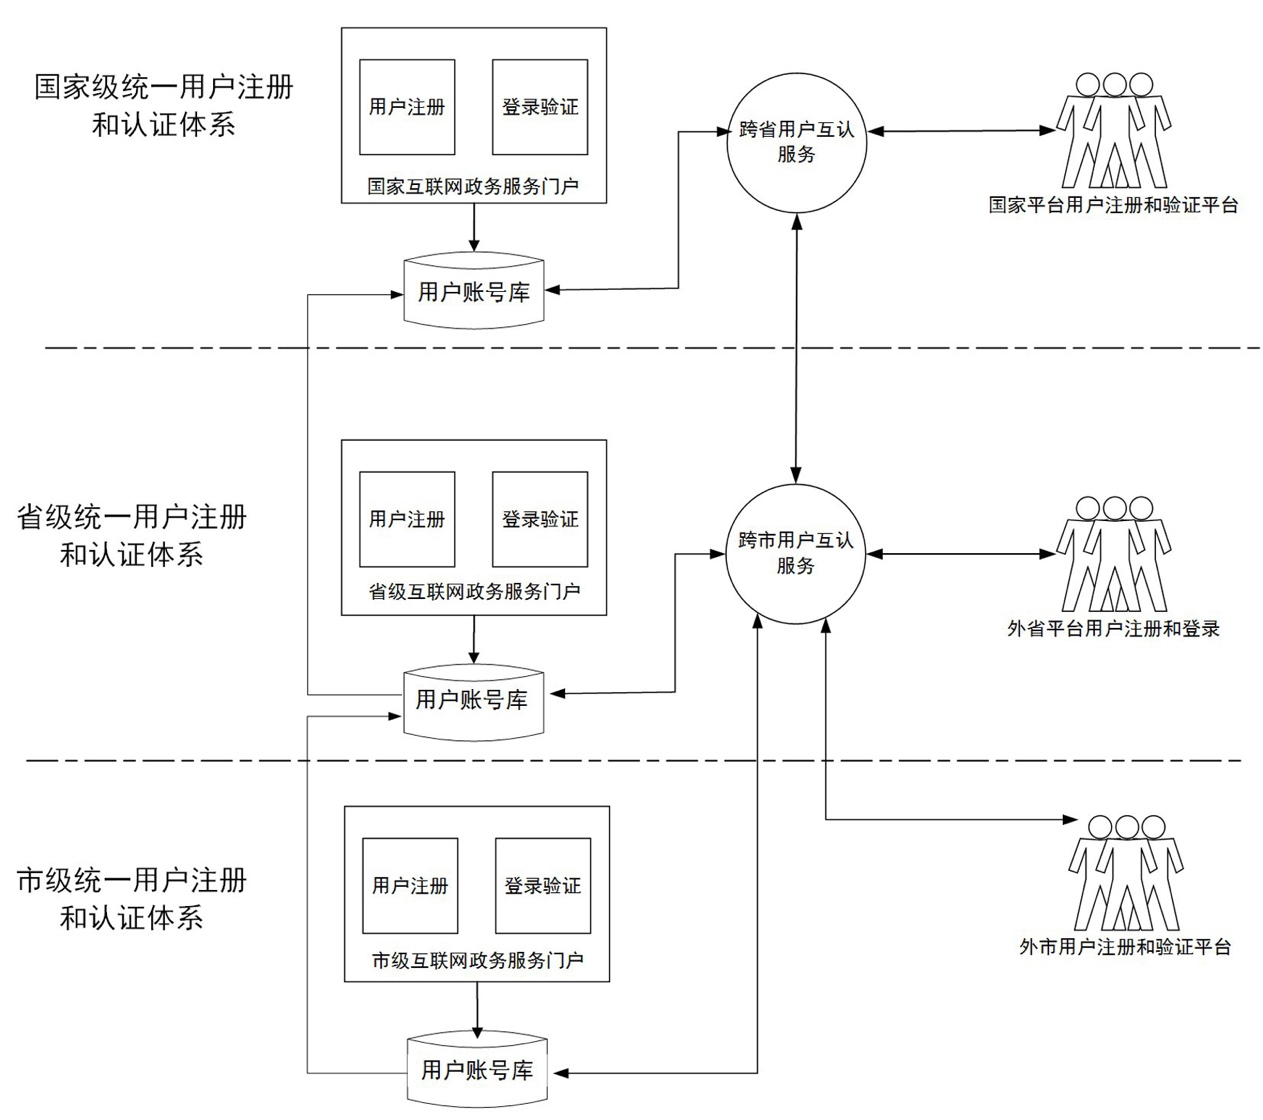 国家级统一用户注册
和认证体系
用户注册
登录验证
国家互联网政务服务门户
用户账号库
跨省用户互认
服务
国家平台用户注册和验证平台
省级统一用户注册
和认证体系
用户注册
登录验证
省级互联网政务服务门户
用户账号库
跨市用户互认
服务
外省平台用户注册和登录
市级统一用户注册
和认证体系
用户注册
登录验证
市级互联网政务服务门户
用户账号库
外市用户注册和验证平台